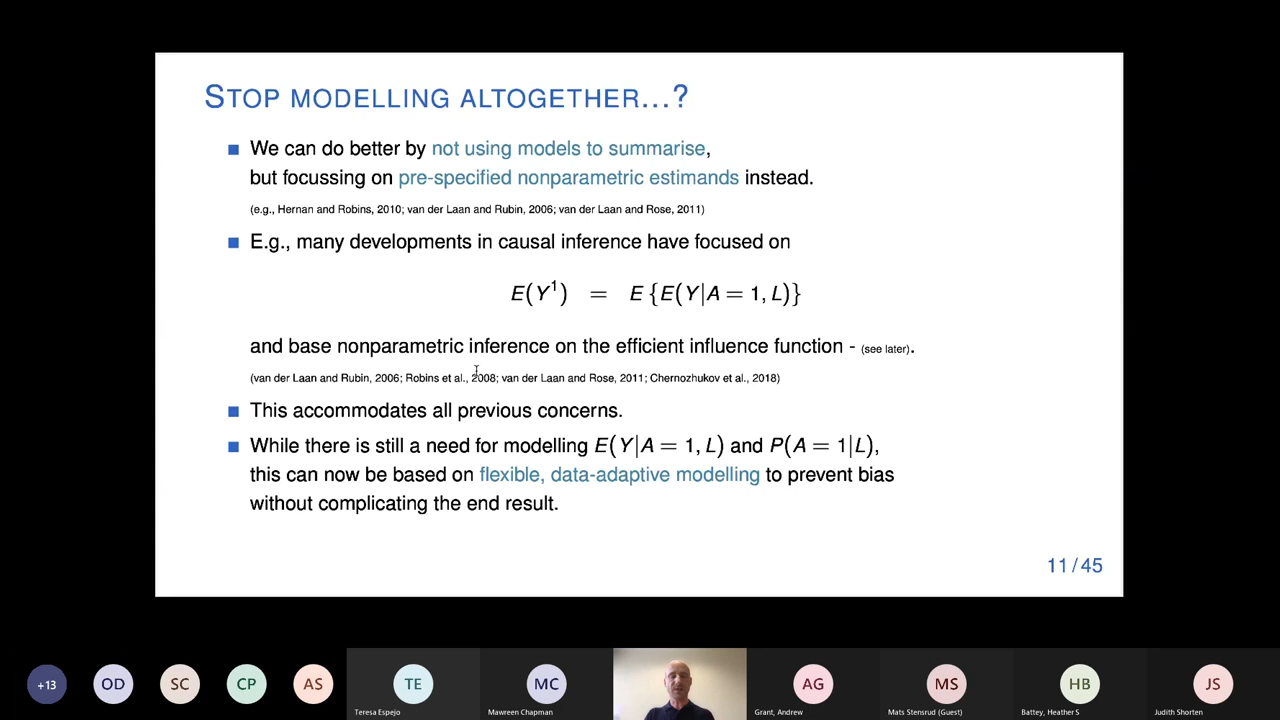 STOP MODELLING ALTOGETHER...?
We can do better by not using models to summarise,
but focussing on pre-specified nonparametric estimands instead.
(e.g., Hernan and Robins, 2010; van der Laan and Rubin, 2006; van der Laan and Rose, 2011)
E.g., many developments in causal inference have focused on
E(Y¹) = E {E(Y|A = 1, L)}
and base nonparametric inference on the efficient influence function - (see later).
(van der Laan and Rubin, 2006; Robins et al., 2008; van der Laan and Rose, 2011; Chernozhukov et al., 2018)
This accommodates all previous concerns.
While there is still a need for modelling E(Y|A = 1, L) and P(A = 1|L),
this can now be based on flexible, data-adaptive modelling to prevent bias
without complicating the end result.
11/45
+13 OD SC CP AS TE MC AG MS HB JS
Teresa Espejo Mawreen Chapman Grant, Andrew Mats Stensrud (Guest) Battey, Heather S Judith Shorten